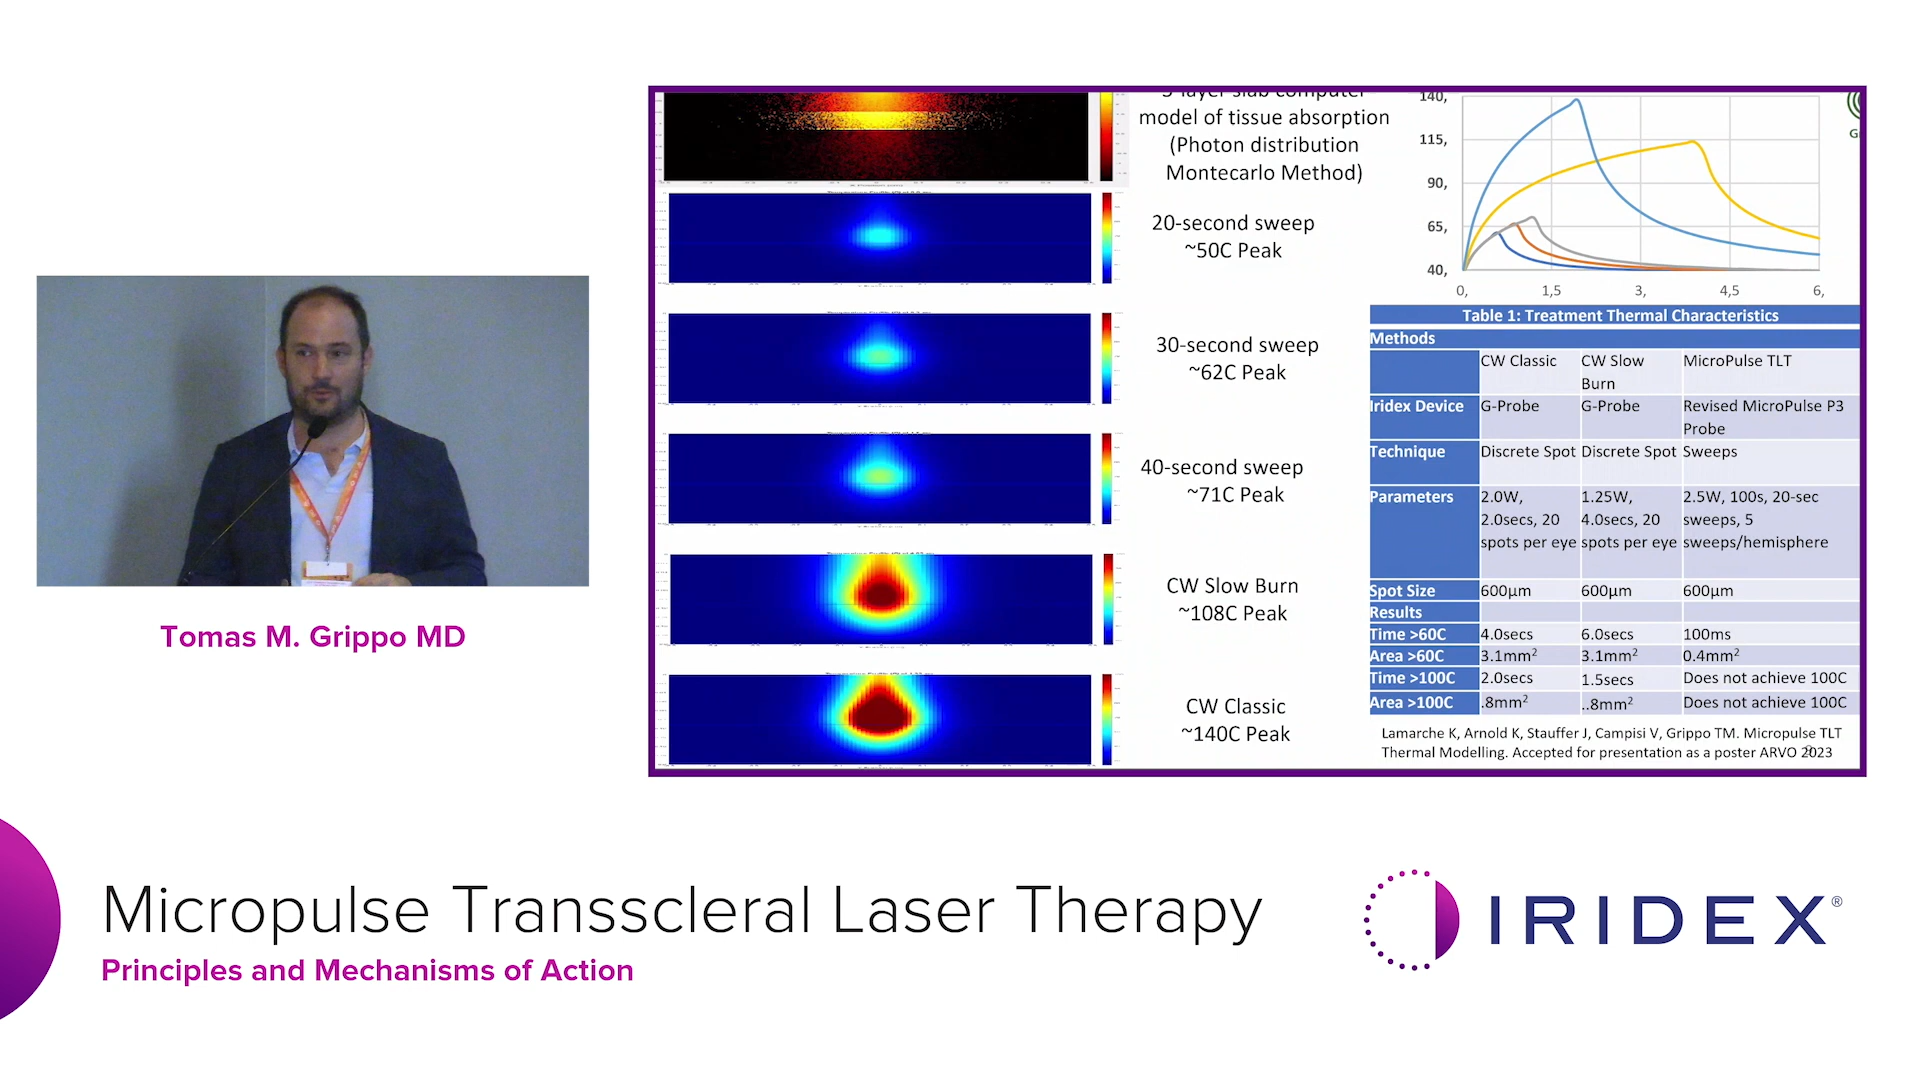 3-layer slab computer
model of tissue absorption
(Photon distribution
Montecarlo Method)
20-second sweep
~50C Peak
30-second sweep
~62C Peak
40-second sweep
~71C Peak
CW Slow Burn
~108C Peak
CW Classic
~140C Peak
140,
115,
90,
65,
40,
0, 1,5 3, 4,5 6,
G
Table 1: Treatment Thermal Characteristics
Methods
CW Classic CW Slow Burn MicroPulse TLT
Iridex Device G-Probe G-Probe Revised MicroPulse P3 Probe
Technique Discrete Spot Discrete Spot Sweeps
Parameters 2.0W, 2.0secs, 20 spots per eye 1.25W, 4.0secs, 20 spots per eye 2.5W, 100s, 20-sec sweeps, 5 sweeps/hemisphere
Spot Size 600µm 600µm 600µm
Results
Time >60C 4.0secs 6.0secs 100ms
Area >60C 3.1mm² 3.1mm² 0.4mm²
Time >100C 2.0secs 1.5secs Does not achieve 100C
Area >100C .8mm² ..8mm² Does not achieve 100C
Lamarche K, Arnold K, Stauffer J, Campisi V, Grippo TM. Micropulse TLT
Thermal Modelling. Accepted for presentation as a poster ARVO 2023
Tomas M. Grippo MD
Micropulse Transscleral Laser Therapy
Principles and Mechanisms of Action
IRIDEX®